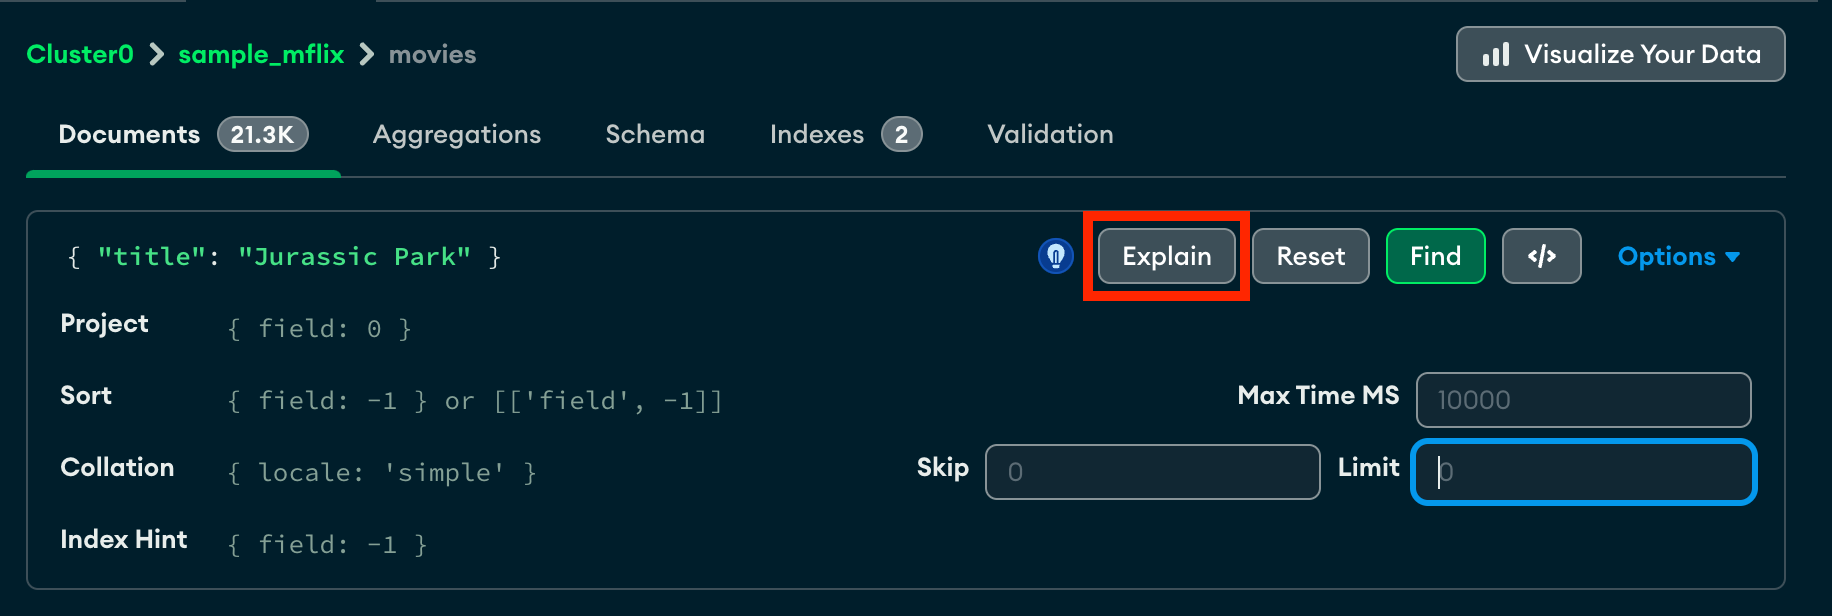 Cluster0 > sample_mflix > movies
Visualize Your Data
Documents 21.3K Aggregations Schema Indexes 2 Validation
{ "title": "Jurassic Park" }
Explain Reset Find </> Options
Project { field: 0 }
Sort { field: -1 } or [['field', -1]]
Max Time MS 10000
Collation { locale: 'simple' }
Skip 0 Limit 0
Index Hint { field: -1 }